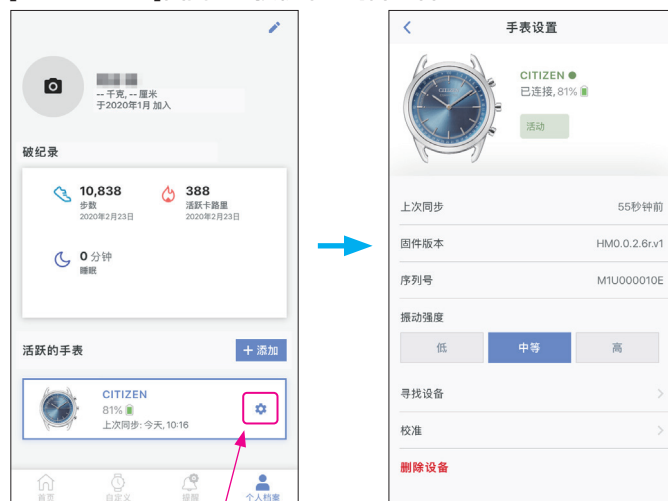 -- 千克, -- 厘米
于2020年1月 加入
破纪录
10,838
步数
2020年2月23日
388
活跃卡路里
2020年2月23日
0 分钟
睡眠
活跃的手表
+ 添加
CITIZEN
81%
上次同步: 今天, 10:16
首页
自定义
提醒
个人档案
手表设置
CITIZEN
已连接, 81%
活动
上次同步
55秒钟前
固件版本
HM0.0.2.6r.v1
序列号
M1U000010E
振动强度
低
中等
高
寻找设备
校准
删除设备